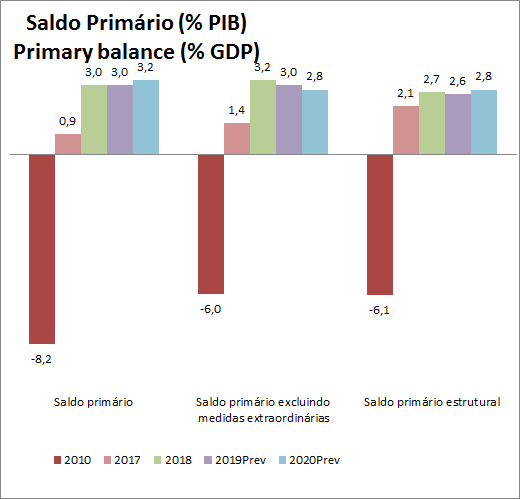 Saldo Primário (% PIB)
Primary balance (% GDP)
3,0 3,0 3,2
0,9
-8,2
3,2 3,0 2,8
1,4
-6,0
2,1 2,7 2,6 2,8
-6,1
Saldo primário
Saldo primário excluindo
medidas extraordinárias
Saldo primário estrutural
2010 2017 2018 2019Prev 2020Prev